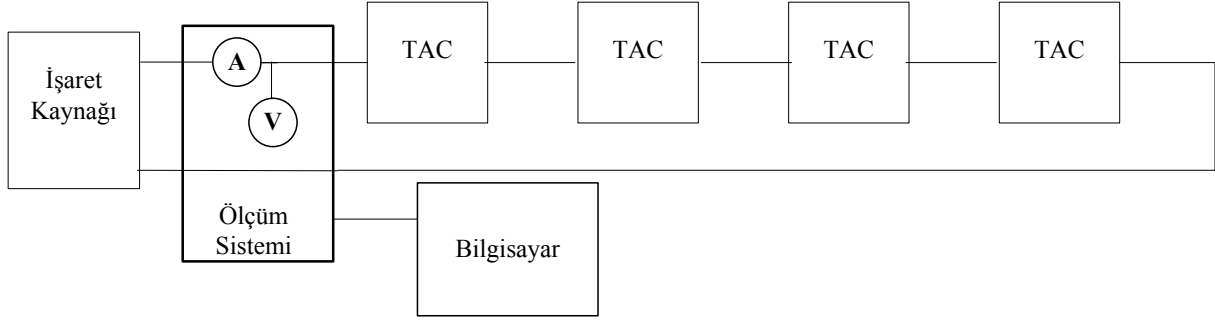 İşaret
Kaynağı
A
V
TAC
TAC
TAC
TAC
Ölçüm
Sistemi
Bilgisayar